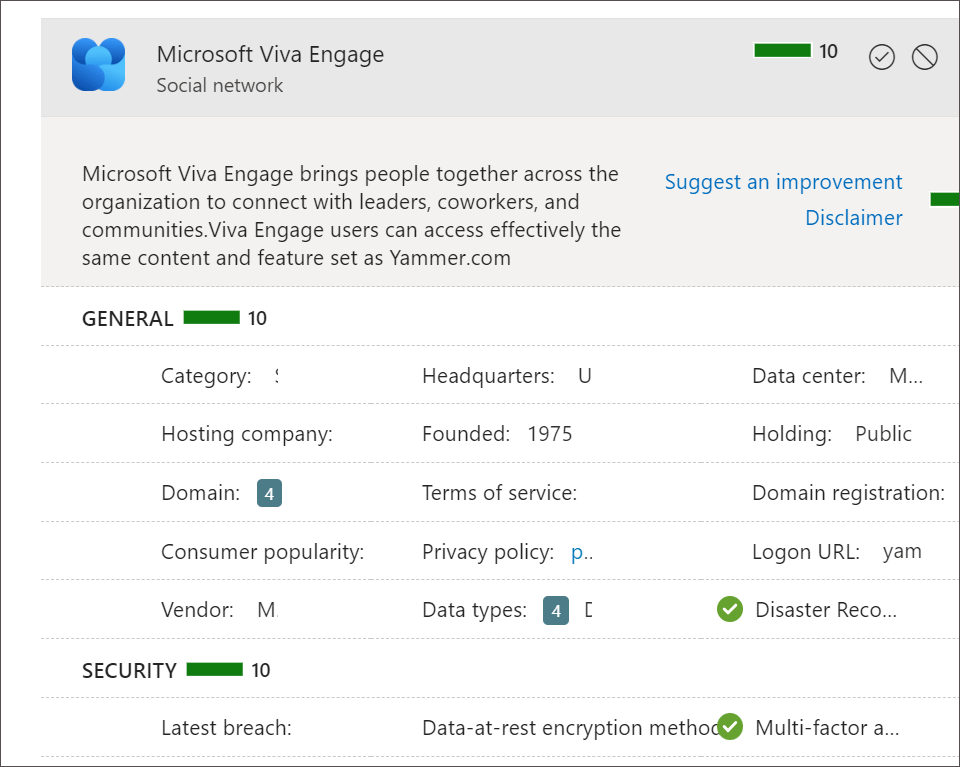 Microsoft Viva Engage
10
Social network
Microsoft Viva Engage brings people together across the
organization to connect with leaders, coworkers, and
communities.Viva Engage users can access effectively the
same content and feature set as Yammer.com
Suggest an improvement
Disclaimer
GENERAL 10
Category:
Headquarters: U
Data center: M...
Hosting company:
Founded: 1975
Holding: Public
Domain: 4
Terms of service:
Domain registration:
Consumer popularity:
Privacy policy: p..
Logon URL: yam
Vendor: M
Data types: 4
Disaster Reco...
SECURITY 10
Latest breach:
Data-at-rest encryption method
Multi-factor a...